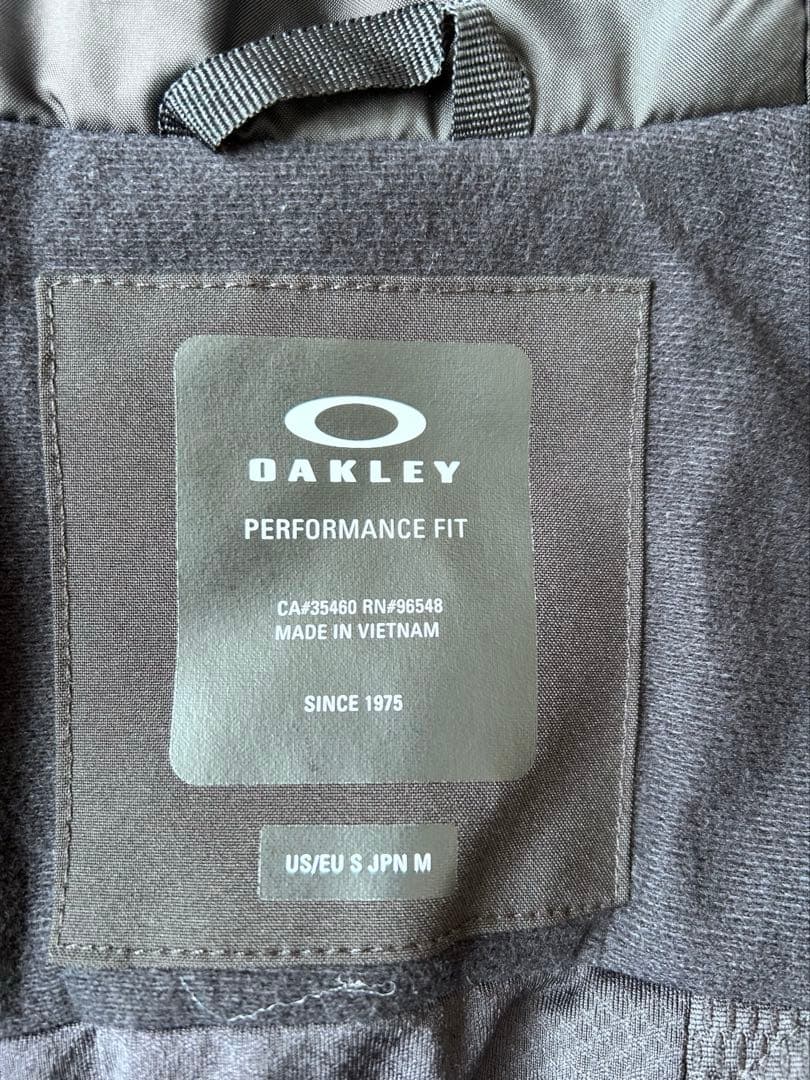 OAKLEY
PERFORMANCE FIT
CA#35460 RN#96548
MADE IN VIETNAM
SINCE 1975
US/EU S JPN M